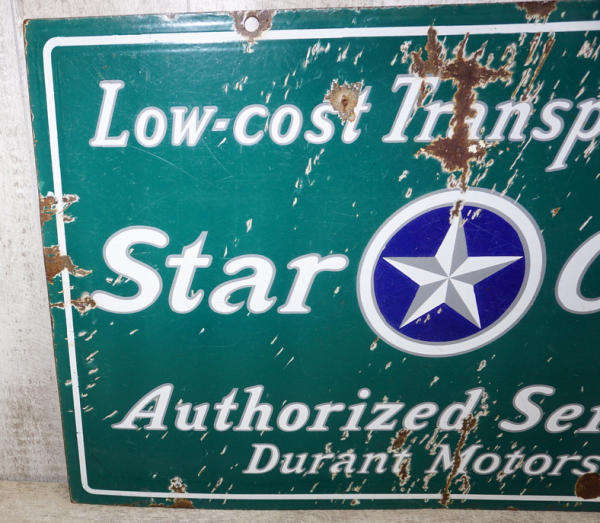 Low-cost Transp
Star C
Authorized Ser
Durant Motors